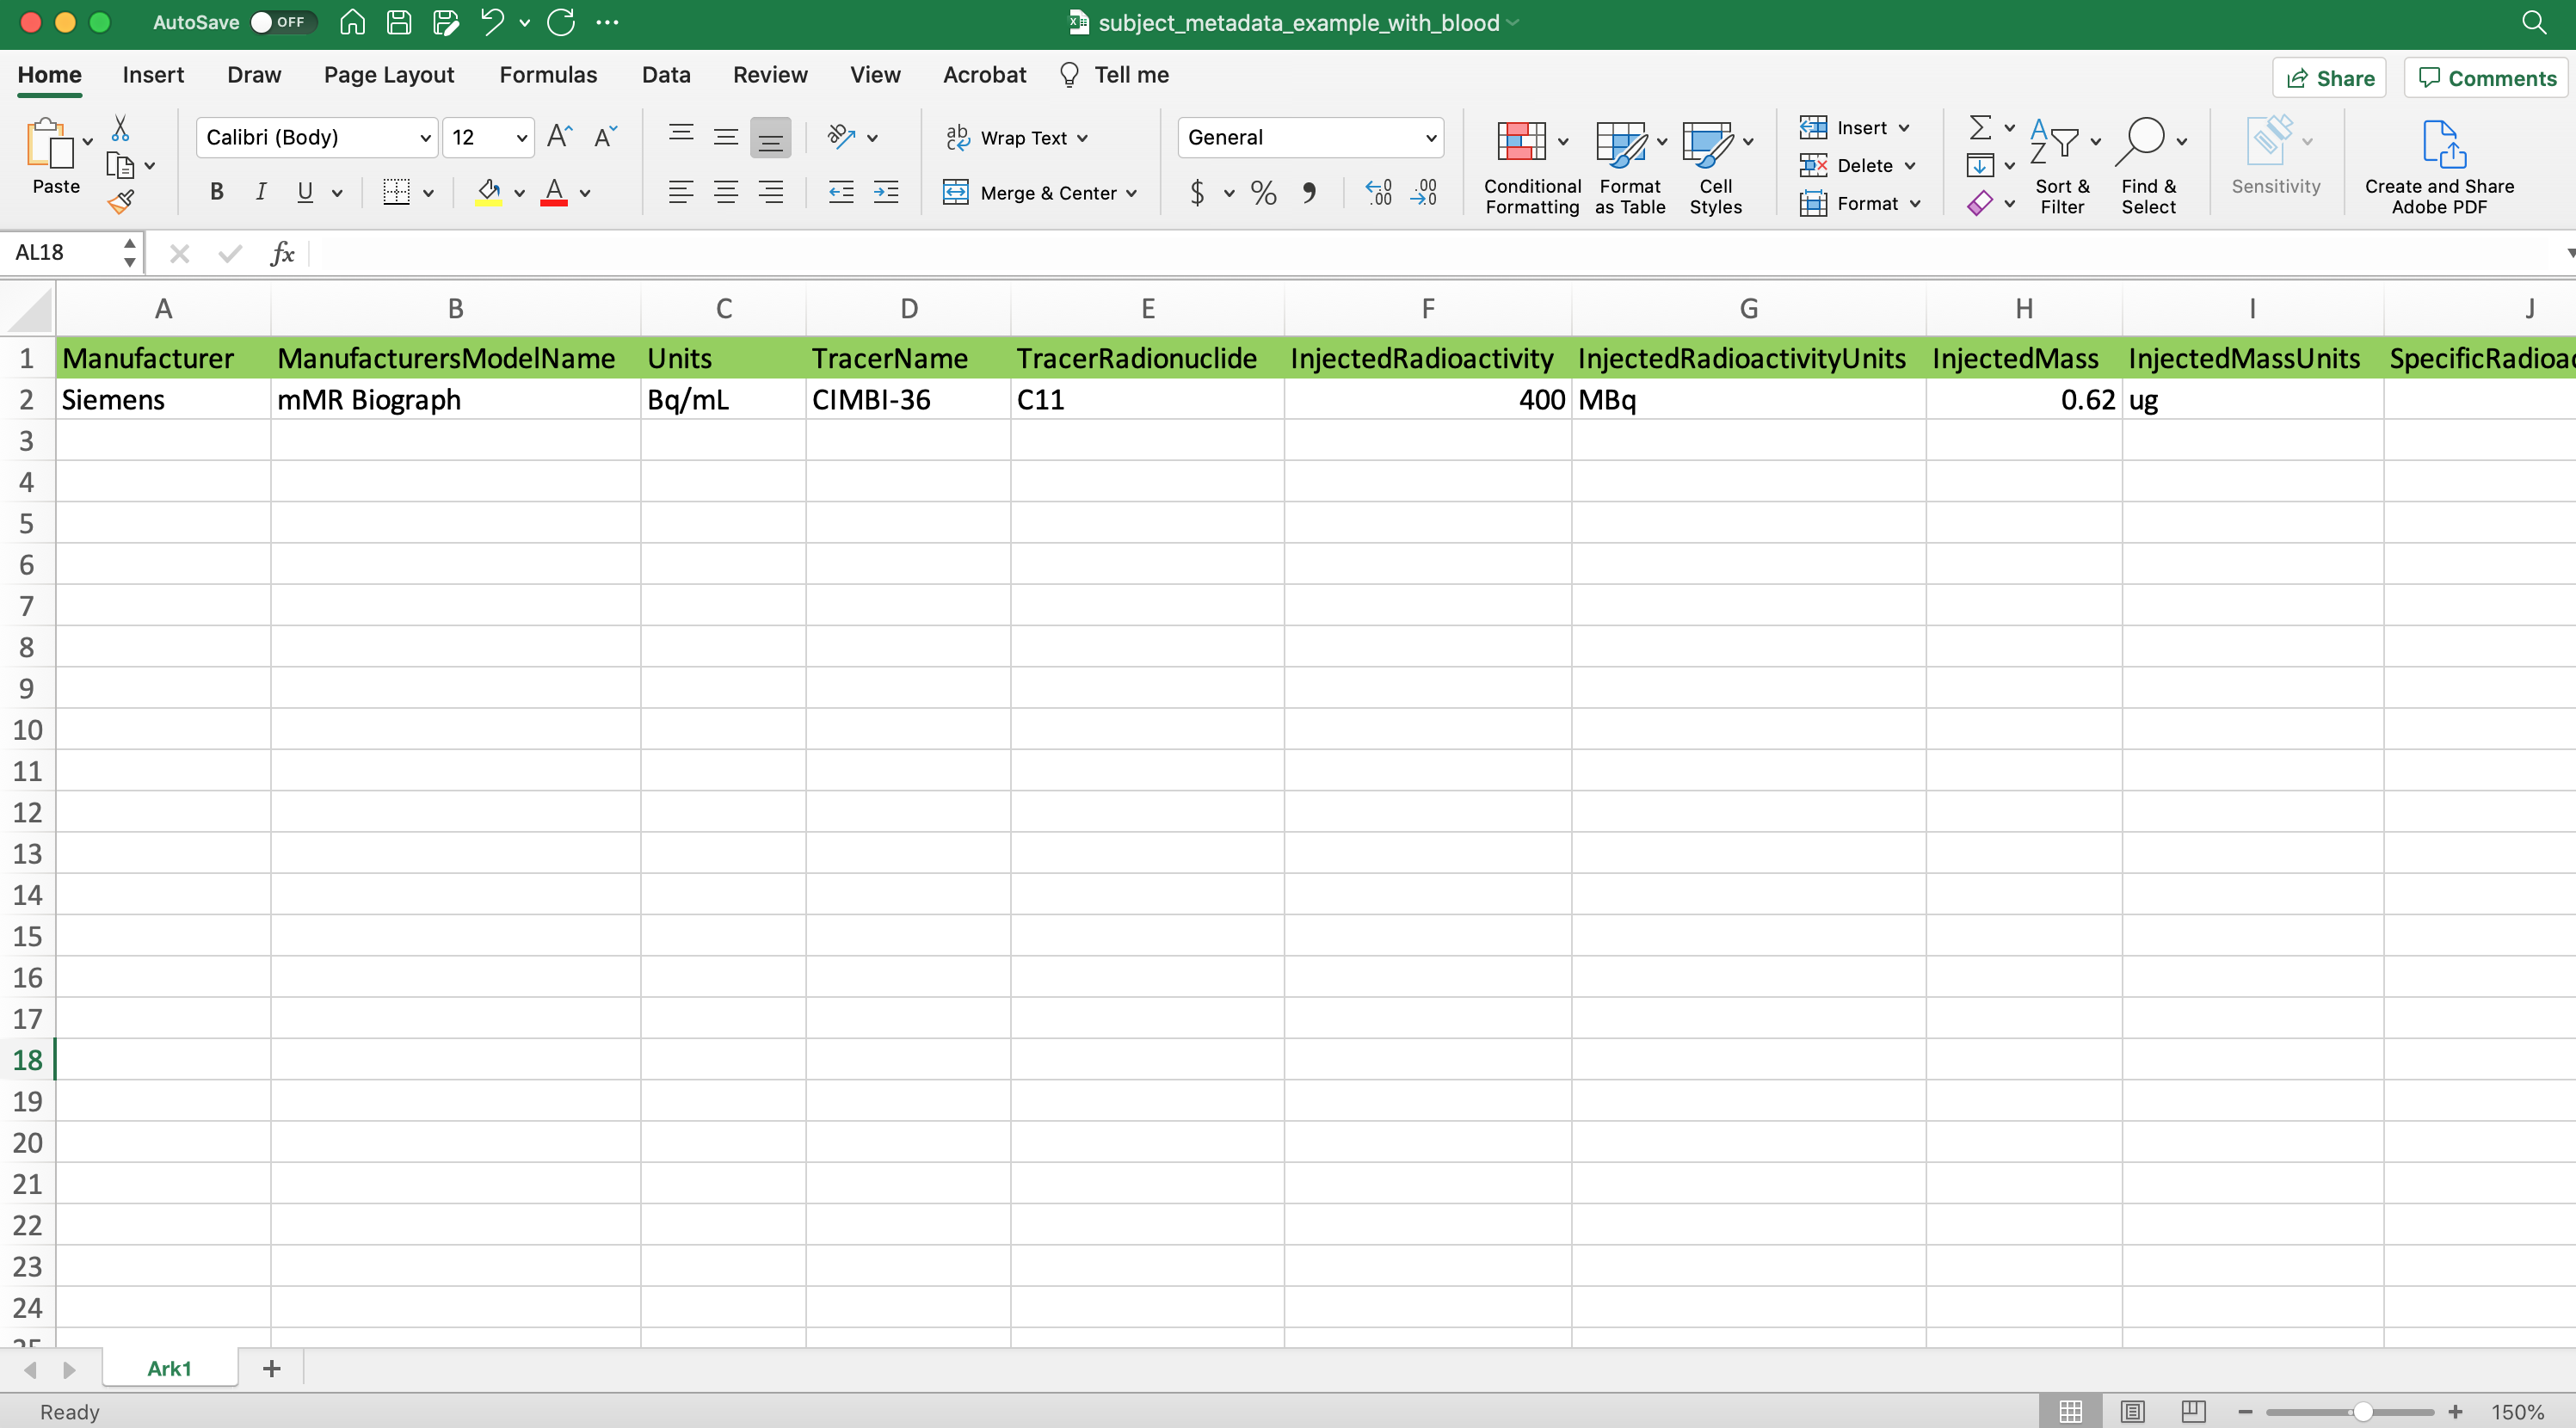 AutoSave OFF subject_metadata_example_with_blood
Home Insert Draw Page Layout Formulas Data Review View Acrobat Tell me Share Comments
Paste
Calibri (Body) 12
B I U A
Wrap Text
Merge & Center
General
$ %
Conditional Formatting
Format as Table
Cell Styles
Insert
Delete
Format
Sort & Filter
Find & Select
Sensitivity
Create and Share Adobe PDF
AL18 fx
A B C D E F G H I J
1 Manufacturer ManufacturersModelName Units TracerName TracerRadionuclide InjectedRadioactivity InjectedRadioactivityUnits InjectedMass InjectedMassUnits SpecificRadioac
2 Siemens mMR Biograph Bq/mL CIMBI-36 C11 400 MBq 0.62 ug
3
4
5
6
7
8
9
10
11
12
13
14
15
16
17
18
19
20
21
22
23
24
Ark1 +
Ready 150%